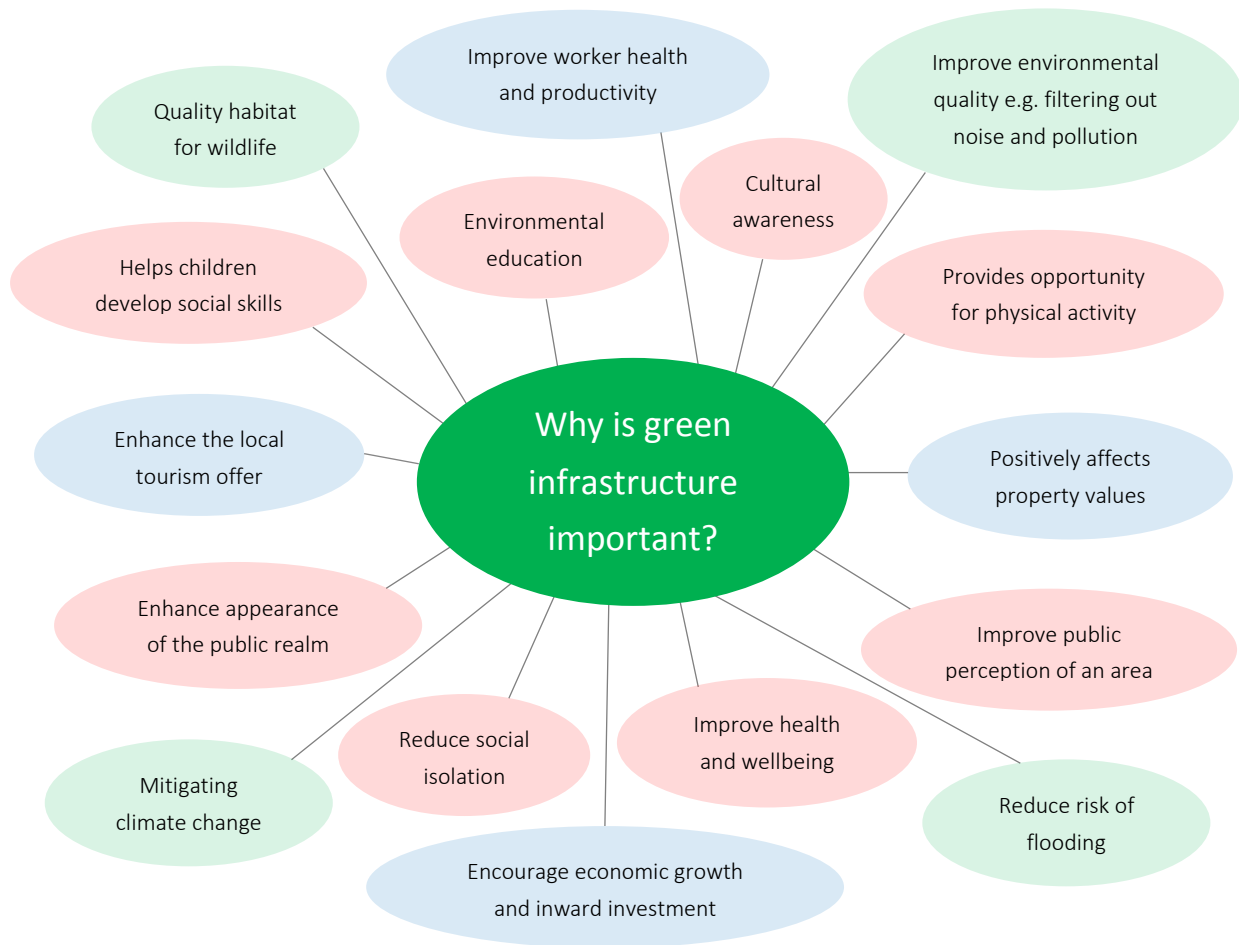 Improve worker health
and productivity
Improve environmental
quality e.g. filtering out
noise and pollution
Quality habitat
for wildlife
Cultural
awareness
Environmental
education
Helps children
develop social skills
Provides opportunity
for physical activity
Why is green
infrastructure
important?
Enhance the local
tourism offer
Positively affects
property values
Enhance appearance
of the public realm
Improve public
perception of an area
Reduce social
isolation
Improve health
and wellbeing
Mitigating
climate change
Reduce risk of
flooding
Encourage economic growth
and inward investment